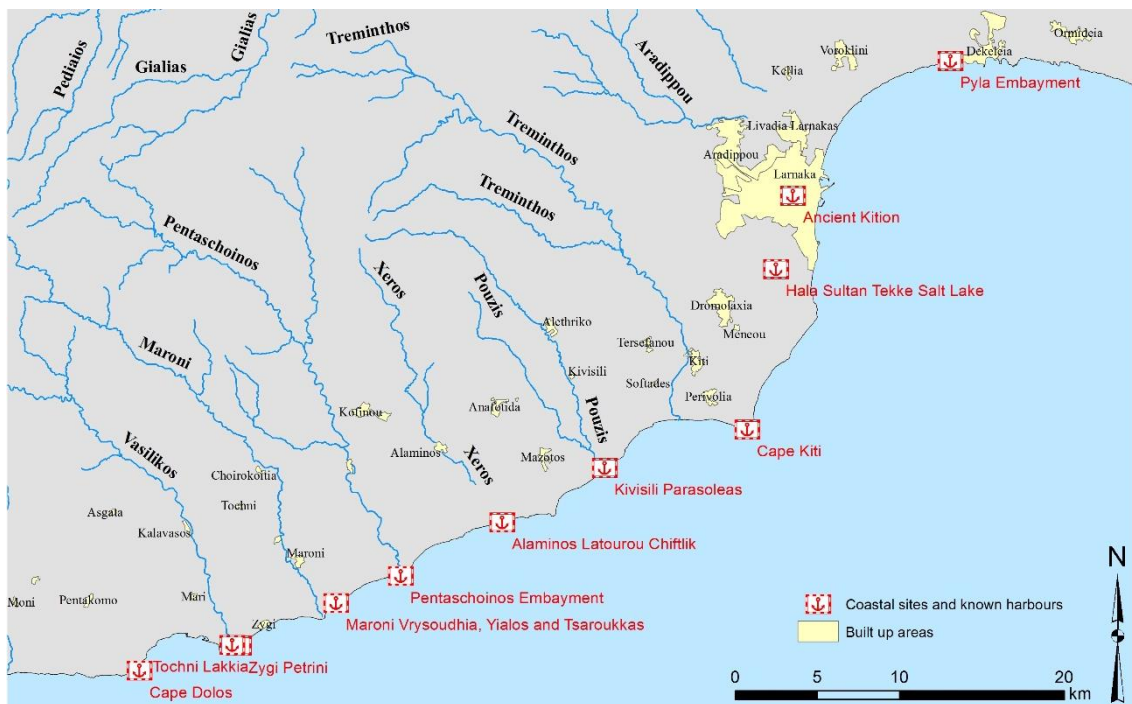 Ormideia
Treminthos
Gialias
Voroklini
Dekeleia
Pediaios
Gialias
Aradippou
Kellia
Pyla Embayment
Treminthos
Livadia Larnakas
Aradippou
Larnaka
Treminthos
Ancient Kition
Pentaschoinos
Xeros
Pouzis
Hala Sultan Tekke Salt Lake
Dromolaxia
Meneou
Alethriko
Tersefanou
Maroni
Kiti
Kivisili
Softades
Perivolia
Kofinou
Anafotida
Pouzis
Cape Kiti
Vasilikos
Alaminos
Xeros
Mazotos
Choirokoitia
Kivisili Parasoleas
Tochni
Asgata
Kalavasos
Alaminos Latourou Chiftlik
Maroni
Moni
Pentakomo
Mari
Pentaschoinos Embayment
Zygi
Maroni Vrysoudhia, Yialos and Tsaroukkas
Tochni Lakkia
Zygi Petrini
Cape Dolos
N
Coastal sites and known harbours
Built up areas
0 5 10 20
km